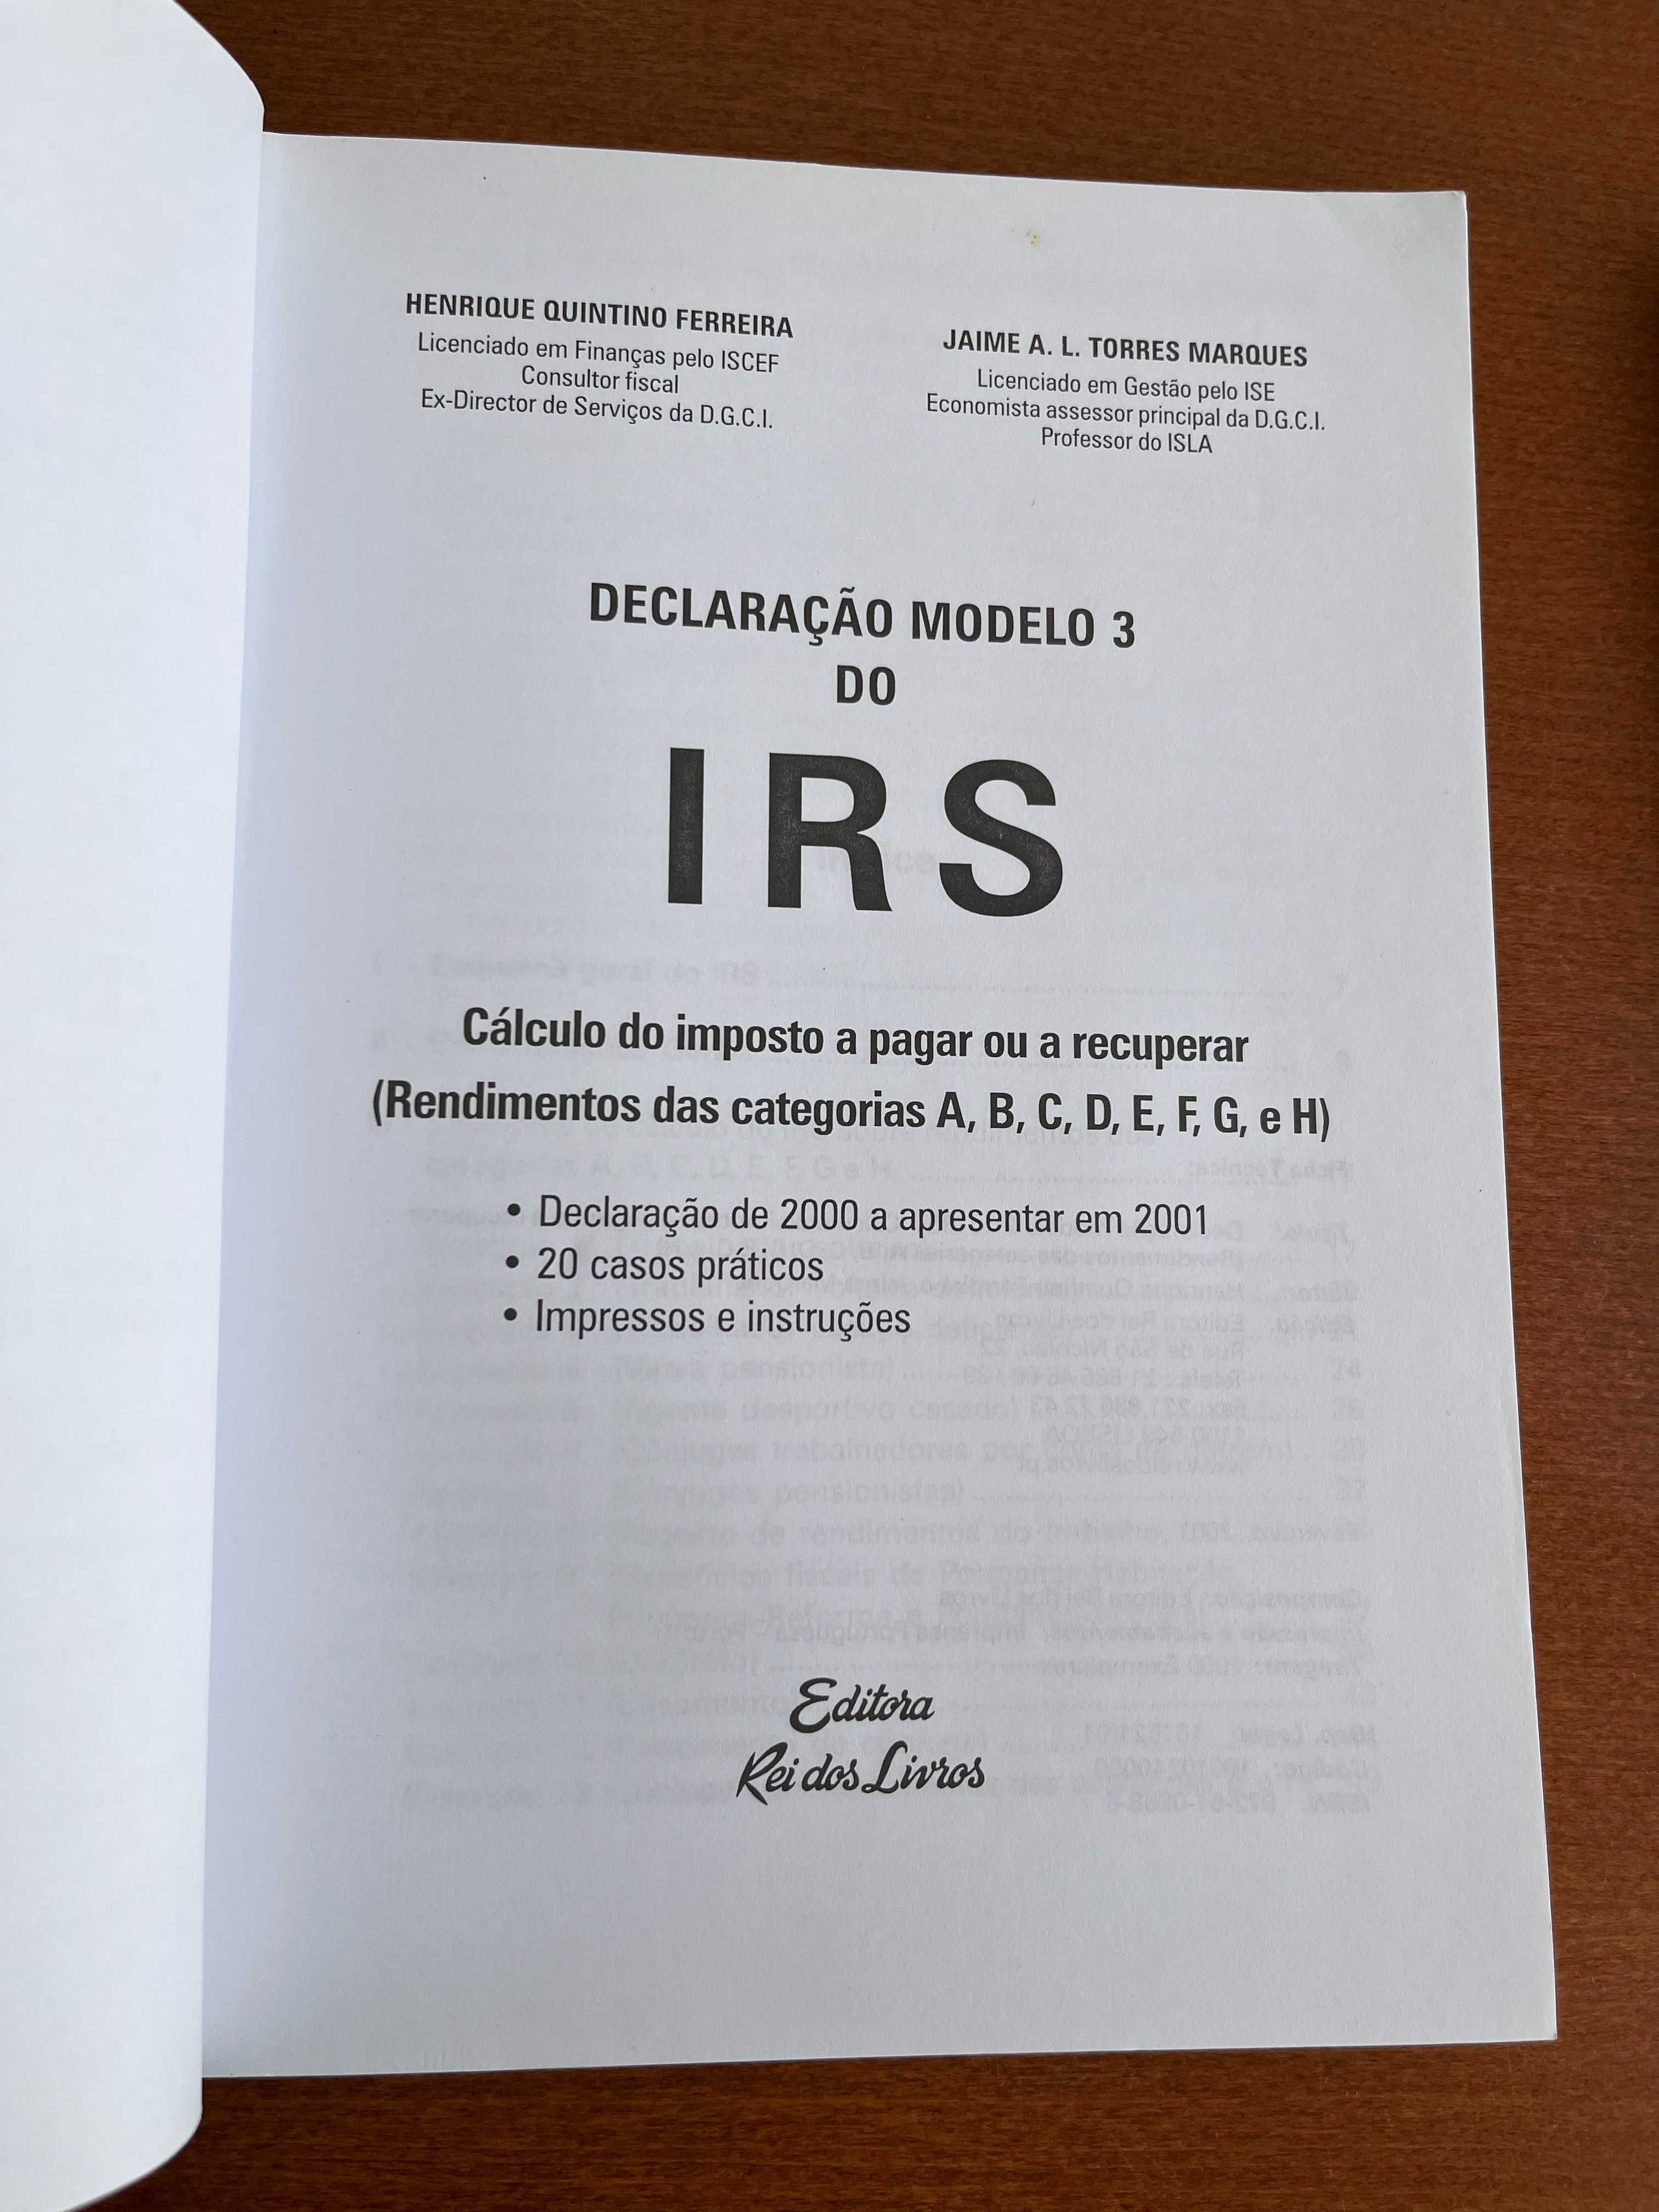 HENRIQUE QUINTINO FERREIRA
Licenciado em Finanças pelo ISCEF
Consultor fiscal
Ex-Director de Serviços da D.G.C.I.
JAIME A. L. TORRES MARQUES
Licenciado em Gestão pelo ISE
Economista assessor principal da D.G.C.I.
Professor do ISLA
DECLARAÇÃO MODELO 3
DO
IRS
Cálculo do imposto a pagar ou a recuperar
(Rendimentos das categorias A, B, C, D, E, F, G, e H)
• Declaração de 2000 a apresentar em 2001
• 20 casos práticos
• Impressos e instruções
Editora
Rei dos Livros